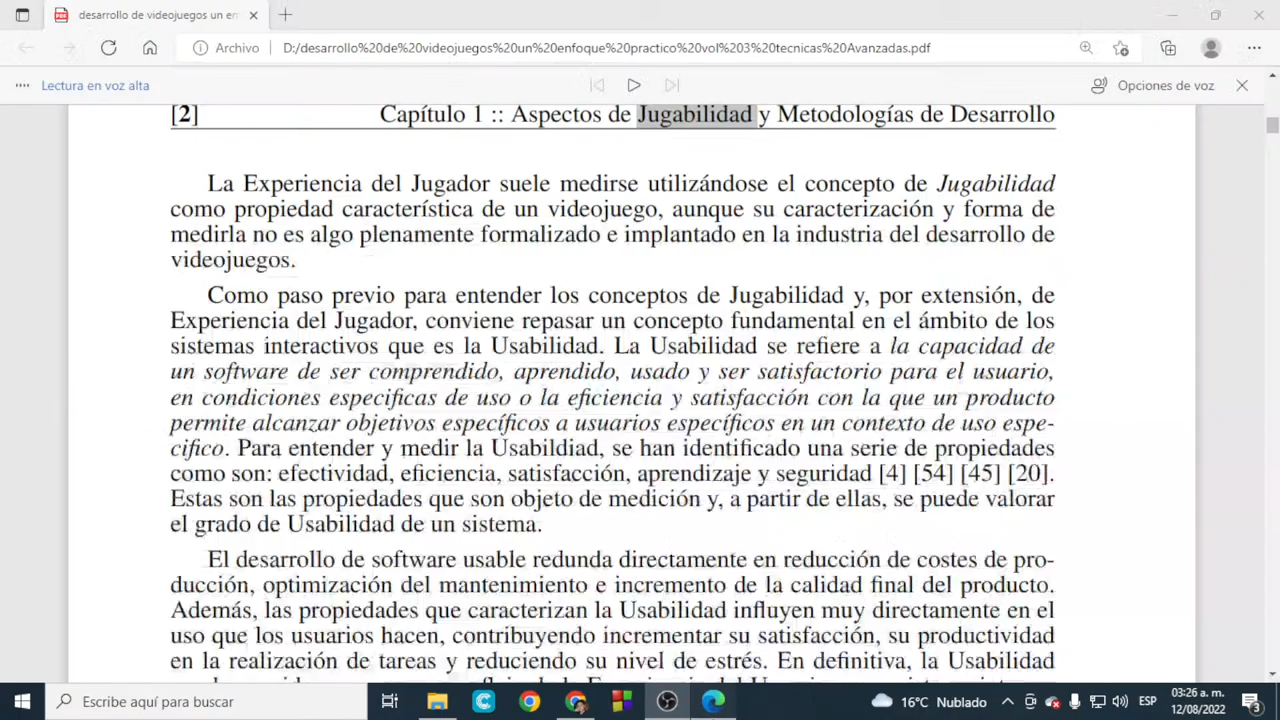 desarrollo de videojuegos un en
Archivo
D:/desarrollo%20de%20videojuegos%20un%20enfoque%20practico%20vol%203%20tecnicas%20Avanzadas.pdf
Lectura en voz alta
Opciones de voz
[2] Capítulo 1 :: Aspectos de Jugabilidad y Metodologías de Desarrollo
La Experiencia del Jugador suele medirse utilizándose el concepto de Jugabilidad
como propiedad característica de un videojuego, aunque su caracterización y forma de
medirla no es algo plenamente formalizado e implantado en la industria del desarrollo de
videojuegos.
Como paso previo para entender los conceptos de Jugabilidad y, por extensión, de
Experiencia del Jugador, conviene repasar un concepto fundamental en el ámbito de los
sistemas interactivos que es la Usabilidad. La Usabilidad se refiere a la capacidad de
un software de ser comprendido, aprendido, usado y ser satisfactorio para el usuario,
en condiciones especificas de uso o la eficiencia y satisfacción con la que un producto
permite alcanzar objetivos específicos a usuarios específicos en un contexto de uso espe-
cifico. Para entender y medir la Usabildiad, se han identificado una serie de propiedades
como son: efectividad, eficiencia, satisfacción, aprendizaje y seguridad [4] [54] [45] [20].
Estas son las propiedades que son objeto de medición y, a partir de ellas, se puede valorar
el grado de Usabilidad de un sistema.
El desarrollo de software usable redunda directamente en reducción de costes de pro-
ducción, optimización del mantenimiento e incremento de la calidad final del producto.
Además, las propiedades que caracterizan la Usabilidad influyen muy directamente en el
uso que los usuarios hacen, contribuyendo incrementar su satisfacción, su productividad
en la realización de tareas y reduciendo su nivel de estrés. En definitiva, la Usabilidad
Escribe aquí para buscar
16°C Nublado
ESP
03:26 a. m.
12/08/2022
3